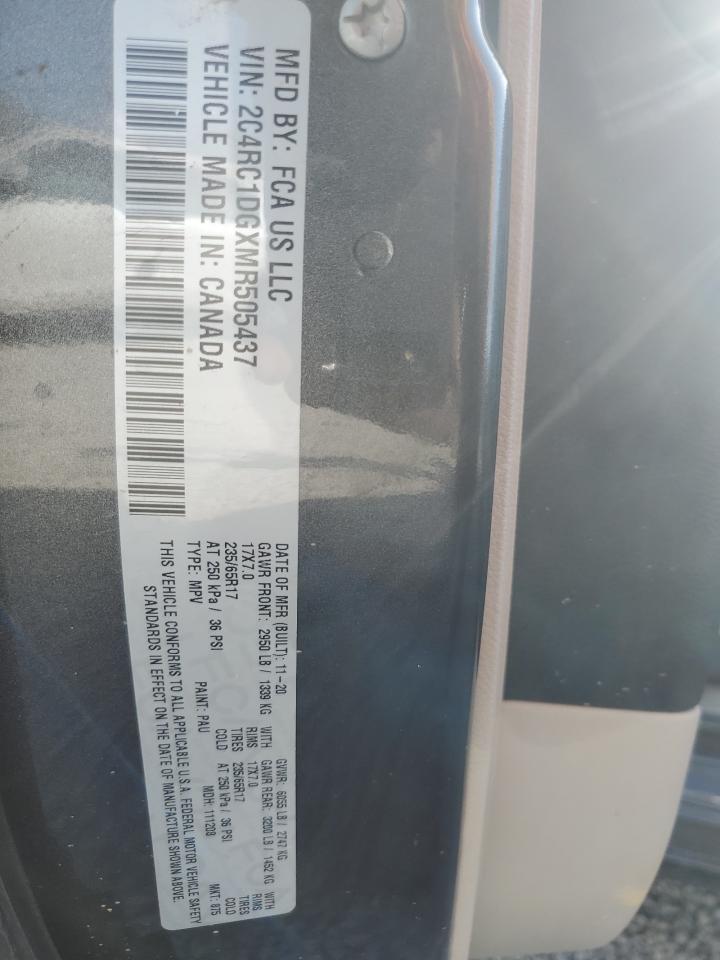 MFD BY: FCA US LLC
VIN: 2C4RC1DGXMR505437
VEHICLE MADE IN: CANADA
DATE OF MFR (BUILT): 11-20 GVWR: 6055 LB / 2747 KG
GAWR FRONT: 2950 LB / 1339 KG WITH GAWR REAR: 3200 LB / 1452 KG WITH
17X7.0 RIMS 17X7.0 RIMS
235/65R17 TIRES 235/65R17 TIRES
AT 250 kPa / 36 PSI COLD AT 250 kPa / 36 PSI COLD
TYPE: MPV PAINT: PAU MDH: 111208 MKT: 875
THIS VEHICLE CONFORMS TO ALL APPLICABLE U.S.A. FEDERAL MOTOR VEHICLE SAFETY
STANDARDS IN EFFECT ON THE DATE OF MANUFACTURE SHOWN ABOVE.